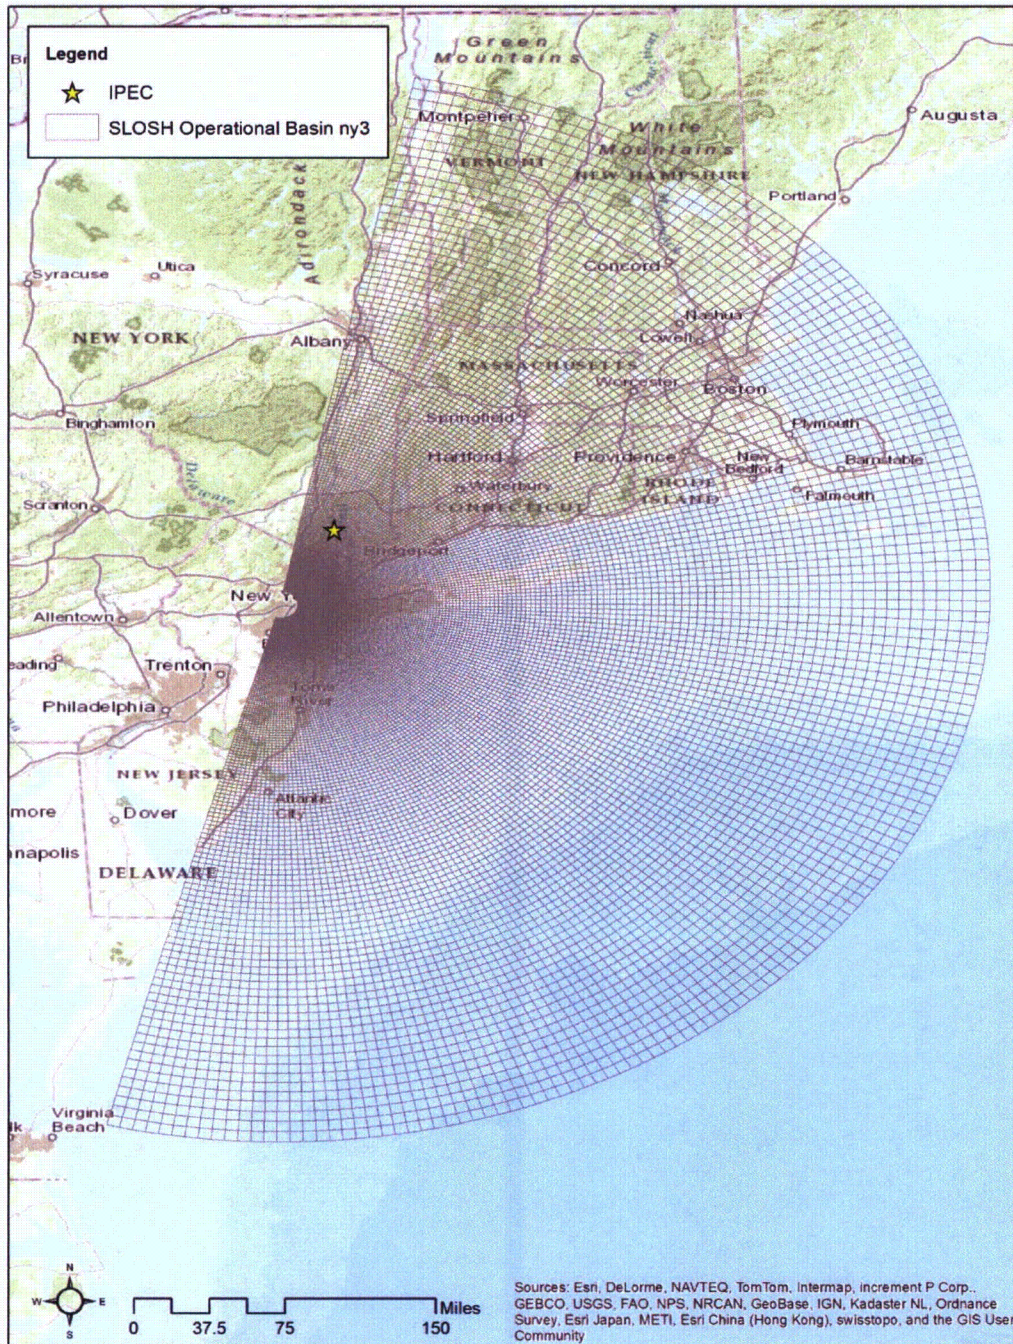 Legend
IPEC
SLOSH Operational Basin ny3
Green
Mountains
Montpelier
VERMONT
White
Mountains
NEW HAMPSHIRE
Augusta
Portland
Adirondack
Concord
Syracuse
Utica
Nashua
Lowell
NEW YORK
Albany
MASSACHUSETTS
Worcester
Boston
Binghamton
Springfield
Plymouth
Hartford
Providence
New
Bedford
Barnstable
Delaware
Waterbury
RHODE
ISLAND
Falmouth
Scranton
CONNECTICUT
Bridgeport
New Y
Allentown
eading
Trenton
Toms
River
Philadelphia
NEW JERSEY
Atlantic
City
more
Dover
nnapolis
DELAWARE
Virginia
Beach
lk
N
W
E
S
Miles
0 37.5 75 150
Sources: Esri, DeLorme, NAVTEQ, TomTom, Intermap, increment P Corp.,
GEBCO, USGS, FAO, NPS, NRCAN, GeoBase, IGN, Kadaster NL, Ordnance
Survey, Esri Japan, METI, Esri China (Hong Kong), swisstopo, and the GIS User
Community